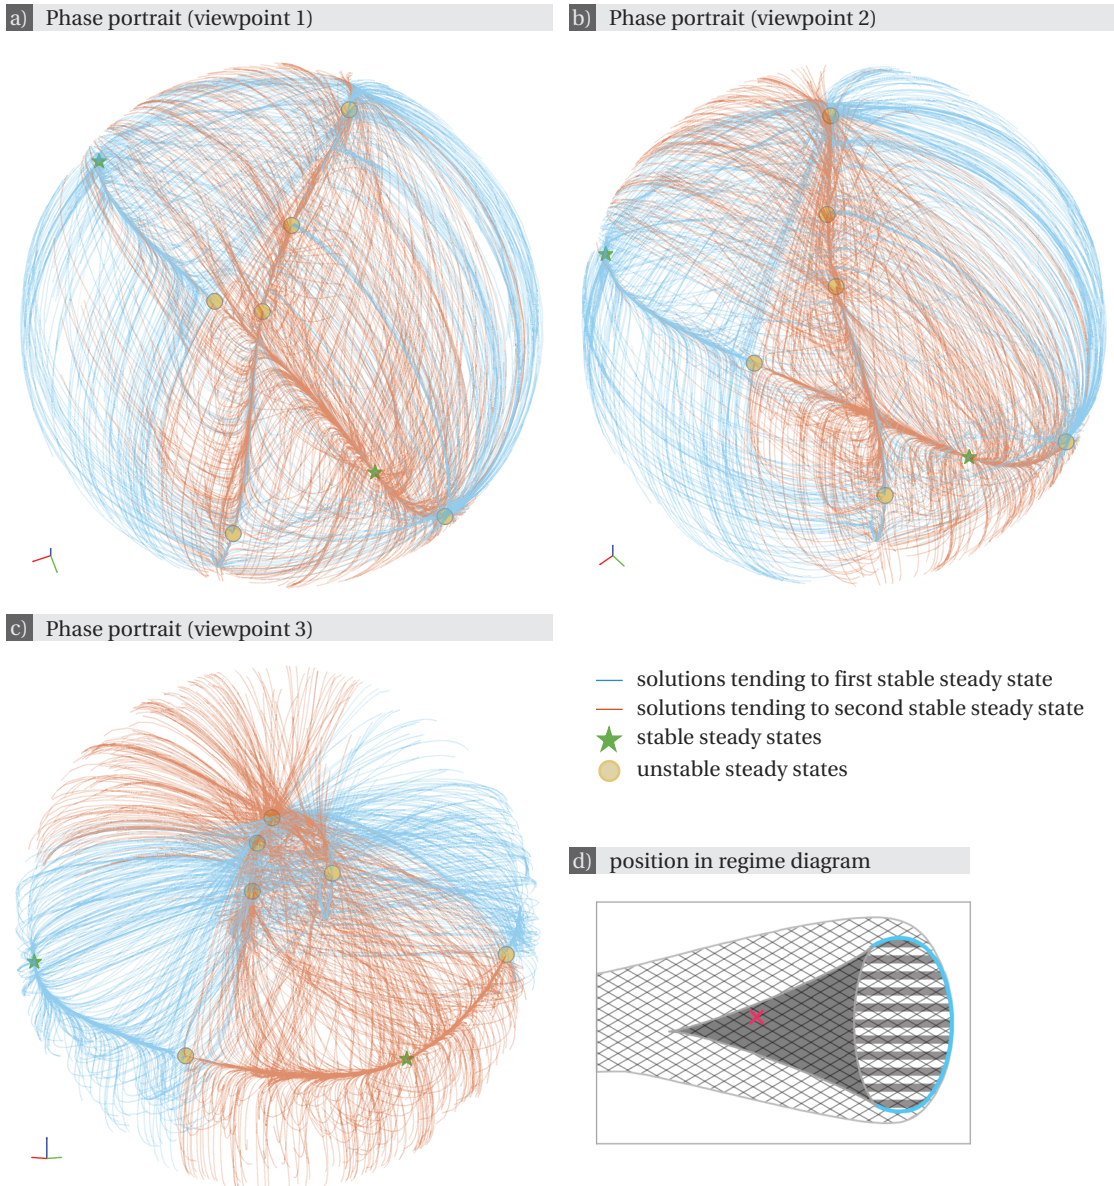 a) Phase portrait (viewpoint 1)
b) Phase portrait (viewpoint 2)
c) Phase portrait (viewpoint 3)
solutions tending to first stable steady state
solutions tending to second stable steady state
stable steady states
unstable steady states
d) position in regime diagram